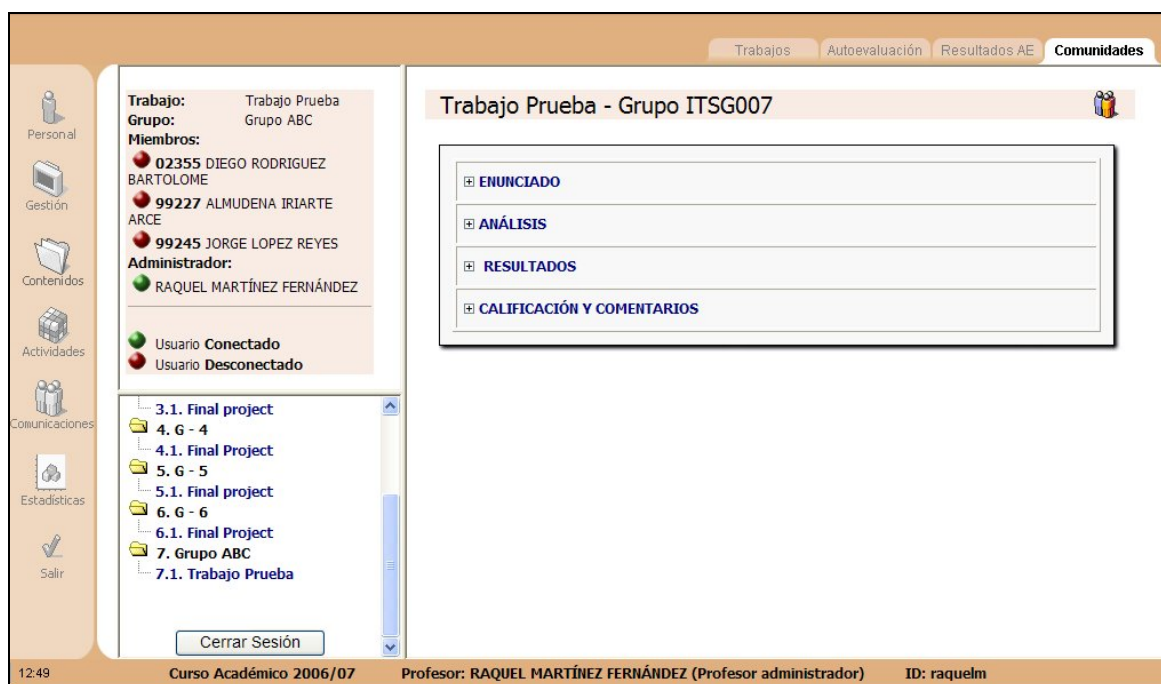 Trabajos Autoevaluación Resultados AE Comunidades
Personal
Gestión
Contenidos
Actividades
Comunicaciones
Estadísticas
Salir
Trabajo: Trabajo Prueba
Grupo: Grupo ABC
Miembros:
02355 DIEGO RODRIGUEZ
BARTOLOME
99227 ALMUDENA IRIARTE
ARCE
99245 JORGE LOPEZ REYES
Administrador:
RAQUEL MARTÍNEZ FERNÁNDEZ
Usuario Conectado
Usuario Desconectado
3.1. Final project
4. G - 4
4.1. Final Project
5. G - 5
5.1. Final project
6. G - 6
6.1. Final Project
7. Grupo ABC
7.1. Trabajo Prueba
Cerrar Sesión
Trabajo Prueba - Grupo ITSG007
ENUNCIADO
ANÁLISIS
RESULTADOS
CALIFICACIÓN Y COMENTARIOS
12:49 Curso Académico 2006/07 Profesor: RAQUEL MARTÍNEZ FERNÁNDEZ (Profesor administrador) ID: raquelm